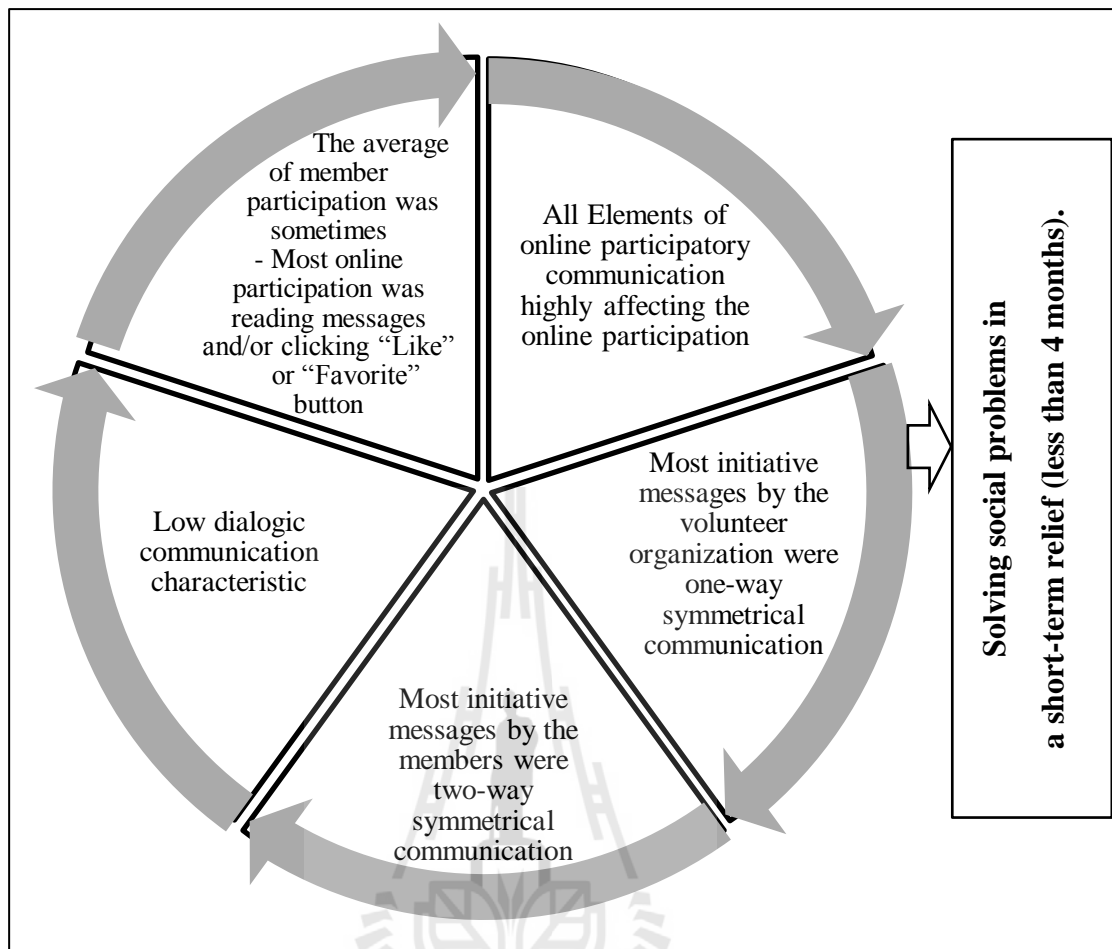 The average
of member
participation was
sometimes
- Most online
participation was
reading messages
and/or clicking “Like”
or “Favorite”
button
All Elements of
online participatory
communication
highly affecting the
online participation
Most initiative
messages by the
volunteer
organization were
one-way
symmetrical
communication
Most initiative
messages by the
members were
two-way
symmetrical
communication
Low dialogic
communication
characteristic
Solving social problems in
a short-term relief (less than 4 months).